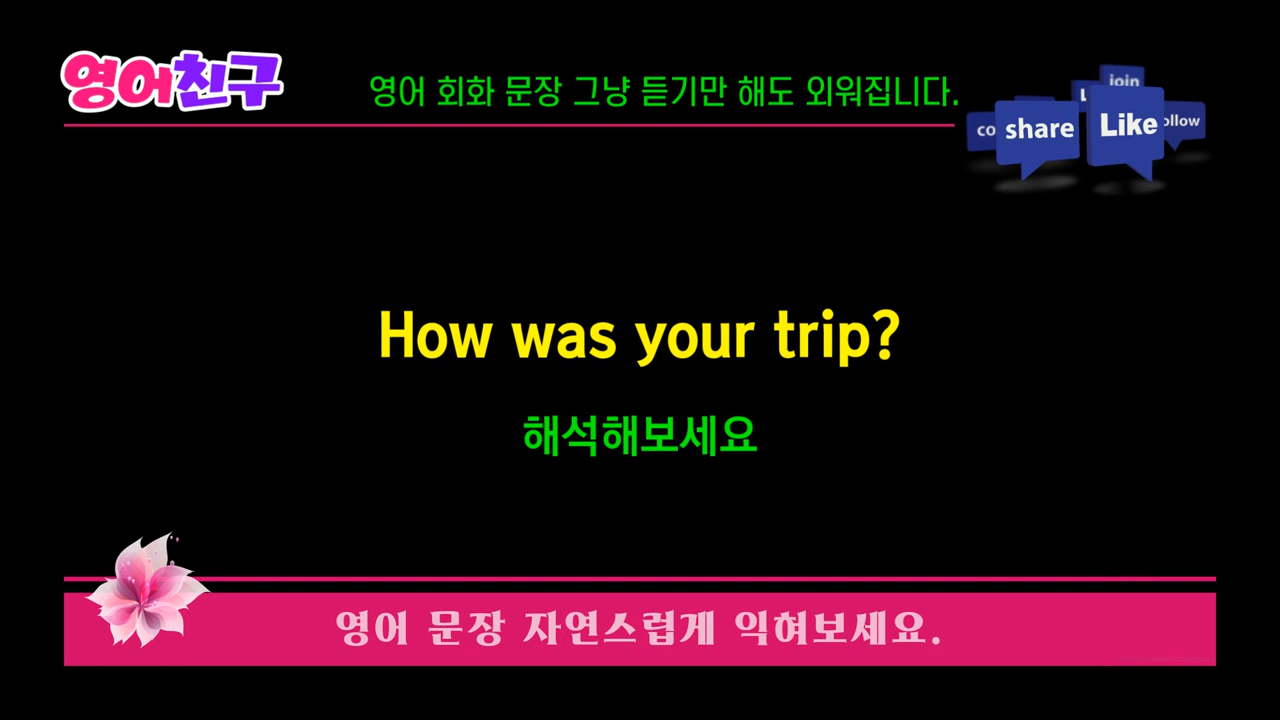 영어친구
영어 회화 문장 그냥 듣기만 해도 외워집니다.
join
L
co
share
Like
ollow
How was your trip?
해석해보세요
영어 문장 자연스럽게 익혀보세요.